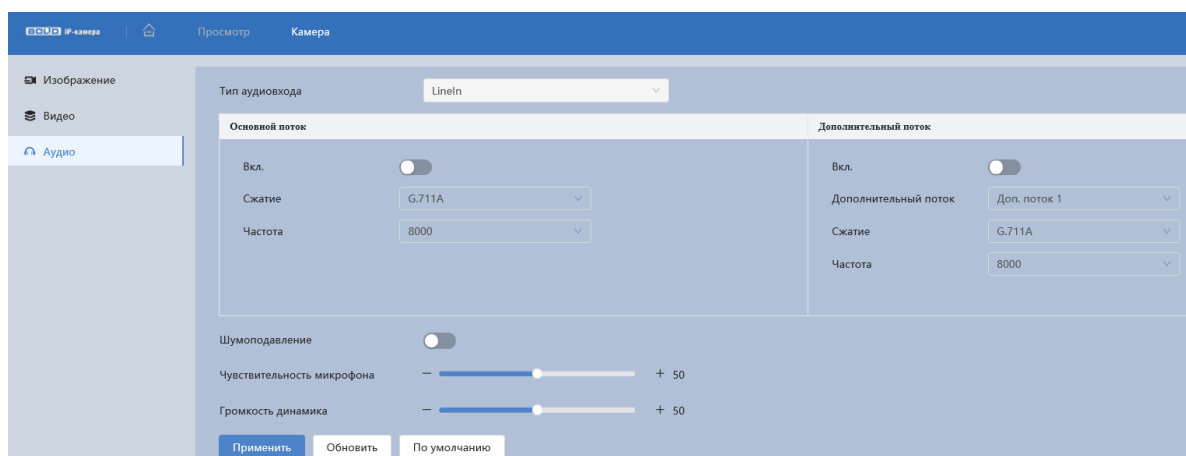 BOLID IP-камера Просмотр Камера
Изображение
Видео
Аудио
Тип аудиовхода LineIn
Основной поток Дополнительный поток
Вкл. Вкл.
Сжатие G.711A Дополнительный поток Доп. поток 1
Частота 8000 Сжатие G.711A
Частота 8000
Шумоподавление
Чувствительность микрофона − + 50
Громкость динамика − + 50
Применить Обновить По умолчанию